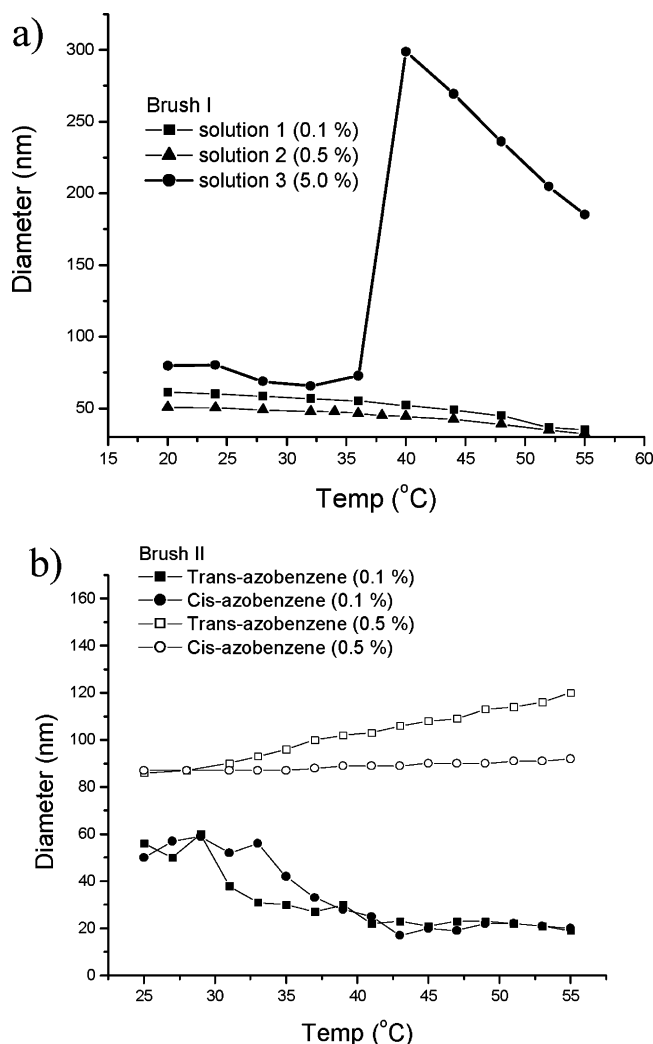 a)
Brush I
solution 1 (0.1 %)
solution 2 (0.5 %)
solution 3 (5.0 %)
Diameter (nm)
300
250
200
150
100
50
15 20 25 30 35 40 45 50 55 60
Temp (°C)
b)
Brush II
Trans-azobenzene (0.1 %)
Cis-azobenzene (0.1 %)
Trans-azobenzene (0.5 %)
Cis-azobenzene (0.5 %)
Diameter (nm)
160
140
120
100
80
60
40
20
0
25 30 35 40 45 50 55
Temp (°C)